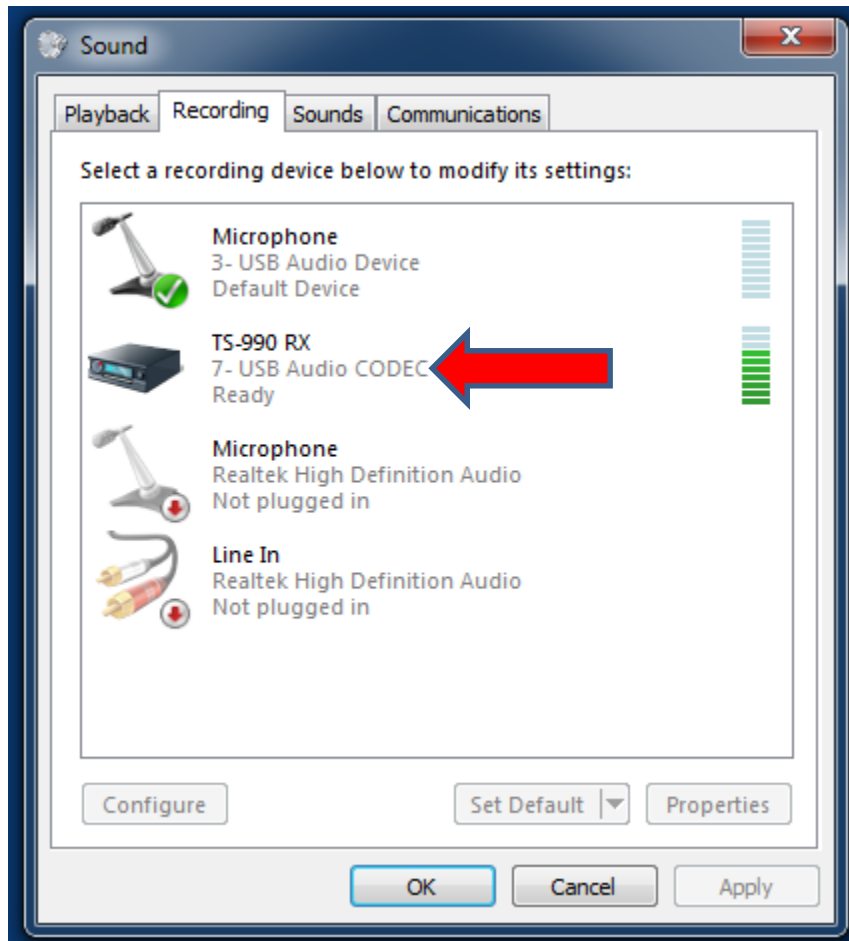 Sound
Playback Recording Sounds Communications
Select a recording device below to modify its settings:
Microphone
3- USB Audio Device
Default Device
TS-990 RX
7- USB Audio CODEC
Ready
Microphone
Realtek High Definition Audio
Not plugged in
Line In
Realtek High Definition Audio
Not plugged in
Configure Set Default Properties
OK Cancel Apply